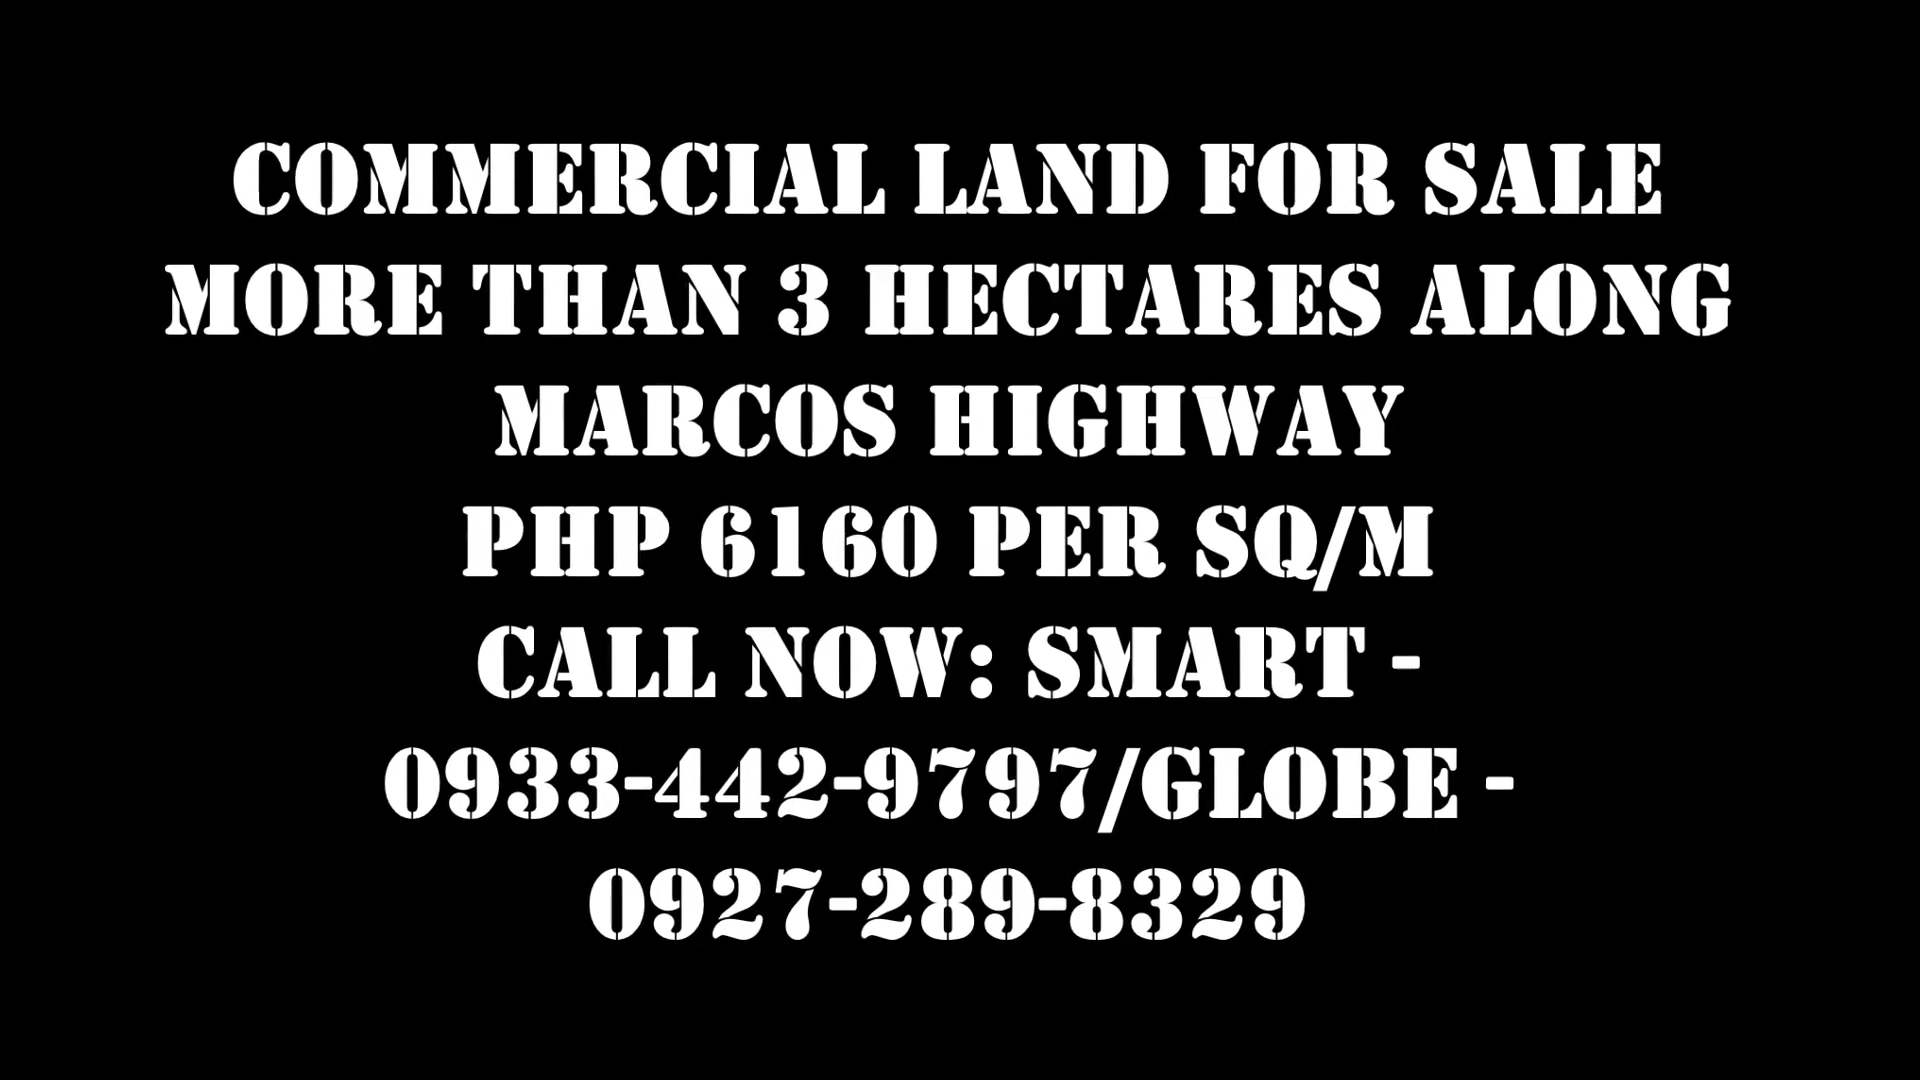 COMMERCIAL LAND FOR SALE
MORE THAN 3 HECTARES ALONG
MARCOS HIGHWAY
PHP 6160 PER SQ/M
CALL NOW: SMART -
0933-442-9797/GLOBE -
0927-289-8329